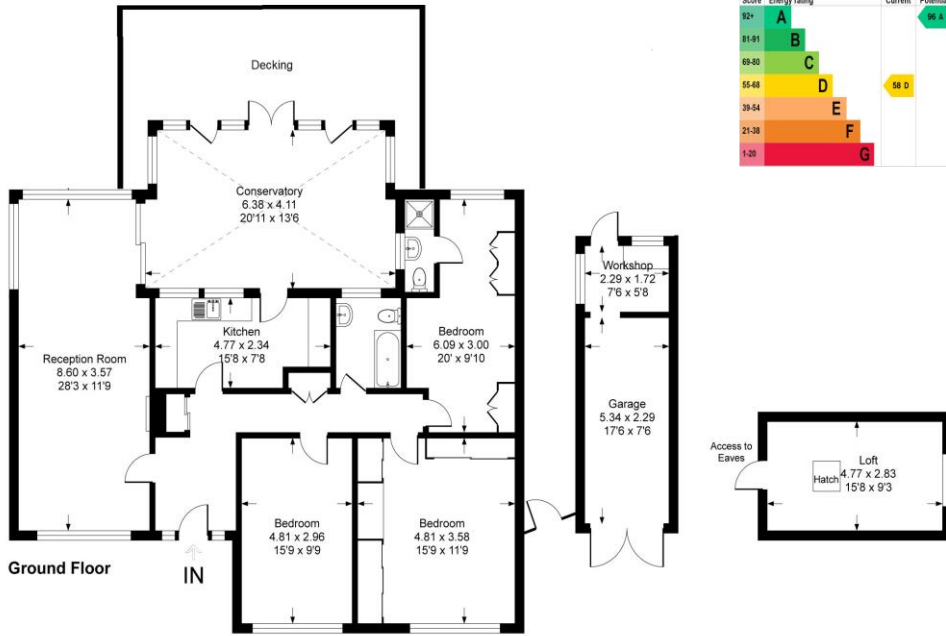 Score Energy rating Current Potential
92+ A 96 A
81-91 B
69-80 C
55-68 D 58 D
39-54 E
21-38 F
1-20 G
Decking
Conservatory
6.38 x 4.11
20'11 x 13'6
Workshop
2.29 x 1.72
7'6 x 5'8
Kitchen
4.77 x 2.34
15'8 x 7'8
Bedroom
6.09 x 3.00
20' x 9'10
Reception Room
8.60 x 3.57
28'3 x 11'9
Garage
5.34 x 2.29
17'6 x 7'6
Access to
Eaves
Loft
4.77 x 2.83
15'8 x 9'3
Hatch
Bedroom
4.81 x 2.96
15'9 x 9'9
Bedroom
4.81 x 3.58
15'9 x 11'9
Ground Floor
IN